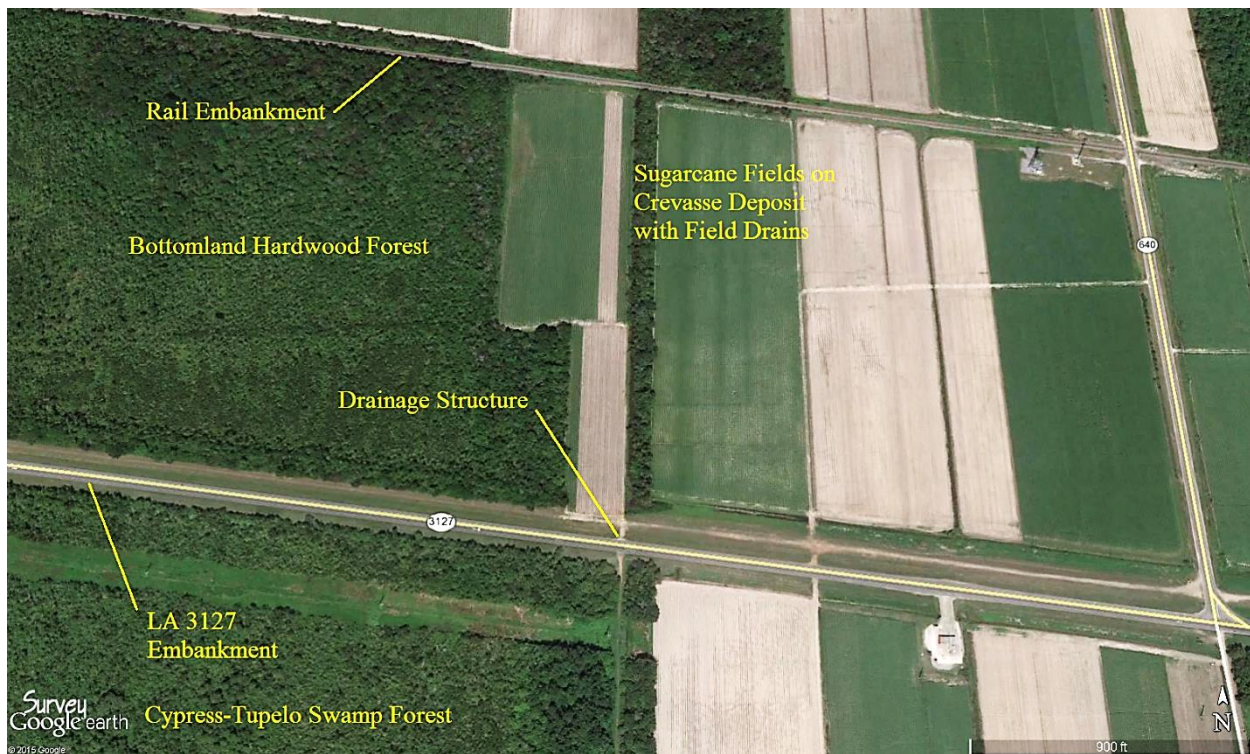 Rail Embankment
640
Sugarcane Fields on
Crevasse Deposit
with Field Drains
Bottomland Hardwood Forest
Drainage Structure
3127
LA 3127
Embankment
Survey
Google earth
Cypress-Tupelo Swamp Forest
N
© 2015 Google
900 ft